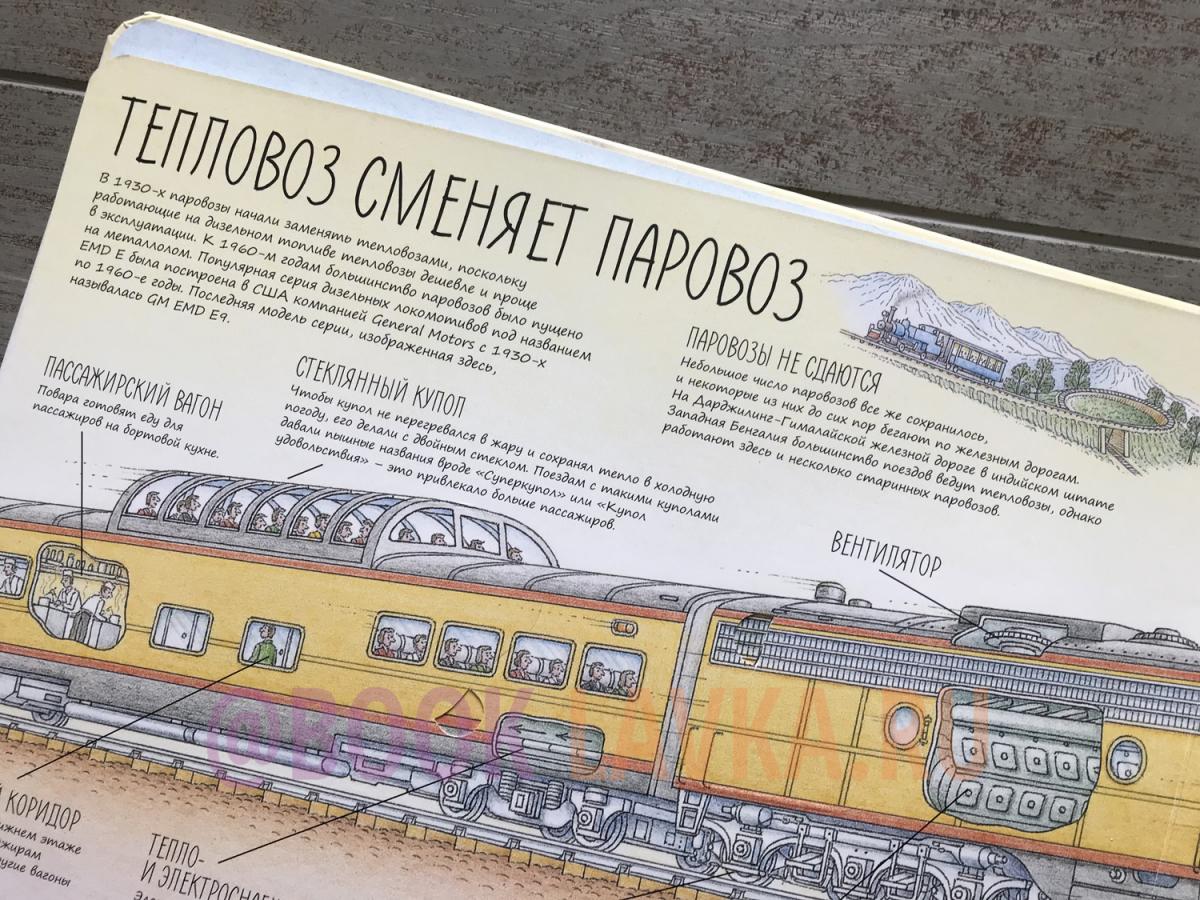 ТЕПЛОВОЗ СМЕНЯЕТ ПАРОВОЗ
В 1930-х паровозы начали заменять тепловозами, поскольку
работающие на дизельном топливе тепловозы дешевле и проще
в эксплуатации. К 1960-м годам большинство паровозов было пущено
на металлолом. Популярная серия дизельных локомотивов под названием
EMD E была построена в США компанией General Motors с 1930-х
по 1960-е годы. Последняя модель серии, изображенная здесь,
называлась GM EMD E9.
ПАРОВОЗЫ НЕ СДАЮТСЯ
Небольшое число паровозов все же сохранилось,
и некоторые из них до сих пор бегают по железным дорогам.
На Дарджилинг-Гималайской железной дороге в индийском штате
Западная Бенгалия большинство поездов ведут тепловозы, однако
работают здесь и несколько старинных паровозов.
ПАССАЖИРСКИЙ ВАГОН
Повара готовят еду для
пассажиров на бортовой кухне.
СТЕКЛЯННЫЙ КУПОЛ
Чтобы купол не перегревался в жару и сохранял тепло в холодную
погоду, его делали с двойным стеклом. Поездам с такими куполами
давали пышные названия вроде «Суперкупол» или «Купол
удовольствия» – это привлекало больше пассажиров.
ВЕНТИЛЯТОР
@BOOK LAVKA.RU
Й КОРИДОР
ижнем этаже
жирам
ругие вагоны
ТЕПЛО-
И ЭЛЕКТРОСНАБ